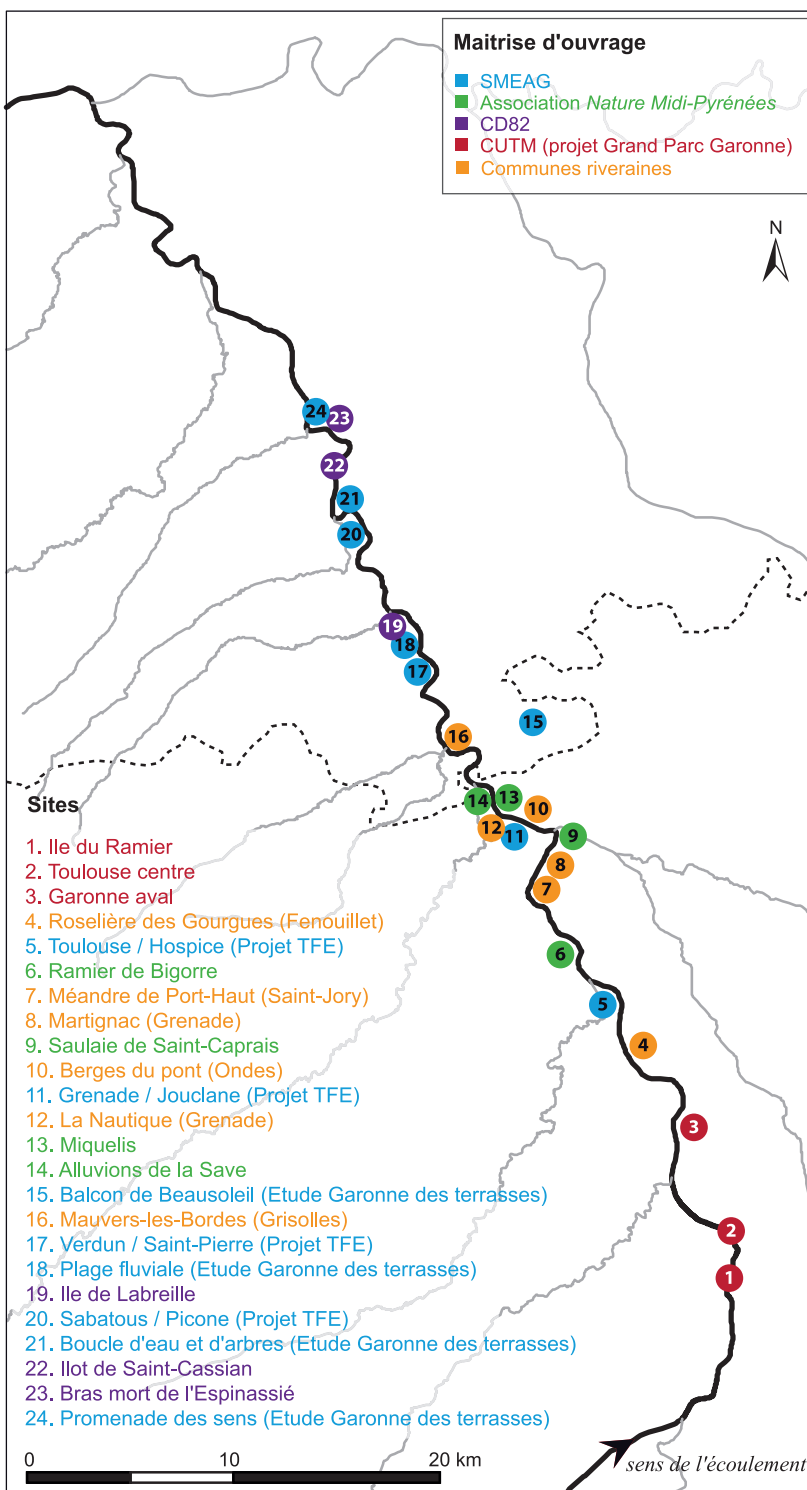 Maitrise d'ouvrage
SMEAG
Association Nature Midi-Pyrénées
CD82
CUTM (projet Grand Parc Garonne)
Communes riveraines
N
24
23
22
21
20
19
18
17
15
16
14
13
10
12
11
9
8
7
6
5
4
3
2
1
Sites
1. Ile du Ramier
2. Toulouse centre
3. Garonne aval
4. Roselière des Gourgues (Fenouillet)
5. Toulouse / Hospice (Projet TFE)
6. Ramier de Bigorre
7. Méandre de Port-Haut (Saint-Jory)
8. Martignac (Grenade)
9. Saulaie de Saint-Caprais
10. Berges du pont (Ondes)
11. Grenade / Jouclane (Projet TFE)
12. La Nautique (Grenade)
13. Miquelis
14. Alluvions de la Save
15. Balcon de Beausoleil (Etude Garonne des terrasses)
16. Mauvers-les-Bordes (Grisolles)
17. Verdun / Saint-Pierre (Projet TFE)
18. Plage fluviale (Etude Garonne des terrasses)
19. Ile de Labreille
20. Sabatous / Picone (Projet TFE)
21. Boucle d'eau et d'arbres (Etude Garonne des terrasses)
22. Ilot de Saint-Cassian
23. Bras mort de l'Espinassié
24. Promenade des sens (Etude Garonne des terrasses)
0 10 20 km
sens de l'écoulement